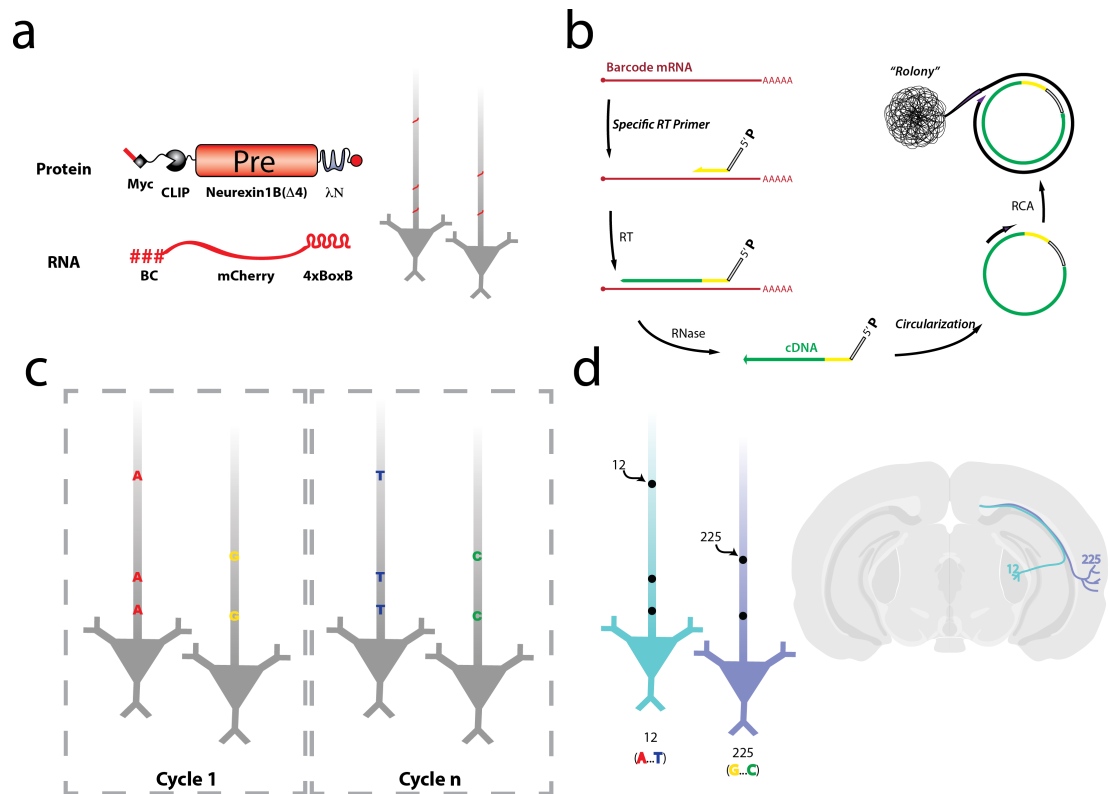 a
Protein
Myc
CLIP
Pre
Neurexin1B(Δ4)
λN
RNA
###
BC
mCherry
4xBoxB
b
Barcode mRNA
AAAAA
Specific RT Primer
5' P
AAAAA
RT
5' P
AAAAA
RNase
cDNA
5' P
Circularization
RCA
"Rolony"
c
A
A
A
G
G
Cycle 1
T
T
T
C
C
Cycle n
d
12
225
12
(A...T)
225
(G...C)
12
225